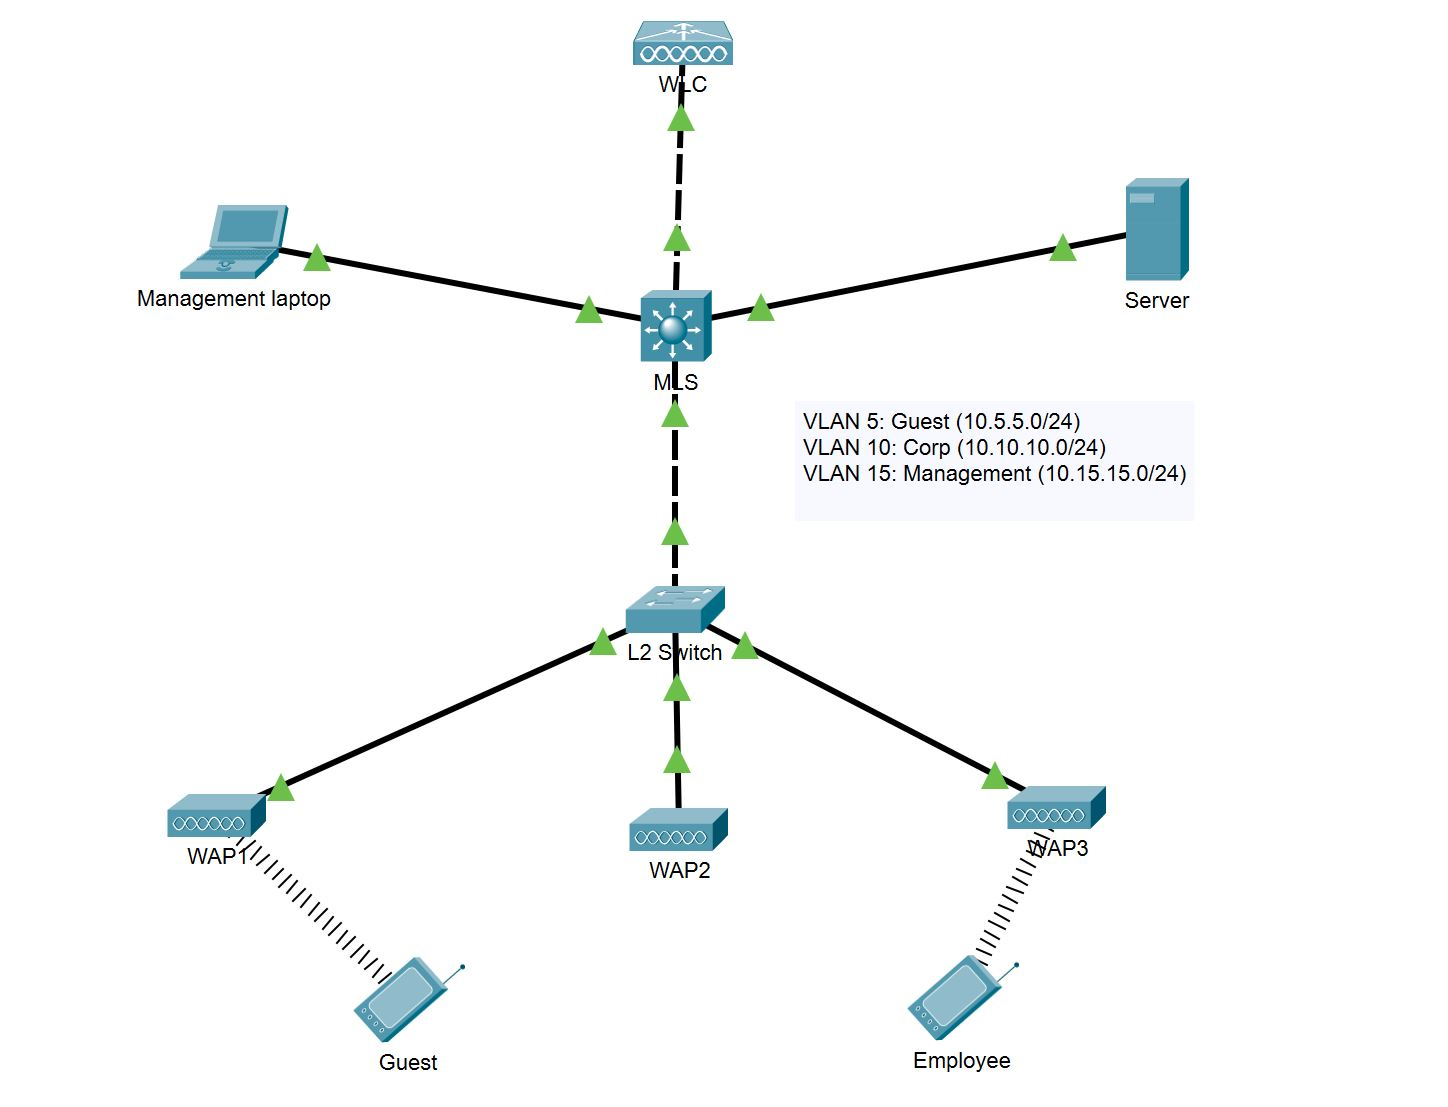 WLC
Management laptop
Server
MLS
VLAN 5: Guest (10.5.5.0/24)
VLAN 10: Corp (10.10.10.0/24)
VLAN 15: Management (10.15.15.0/24)
L2 Switch
WAP1
WAP2
WAP3
Guest
Employee